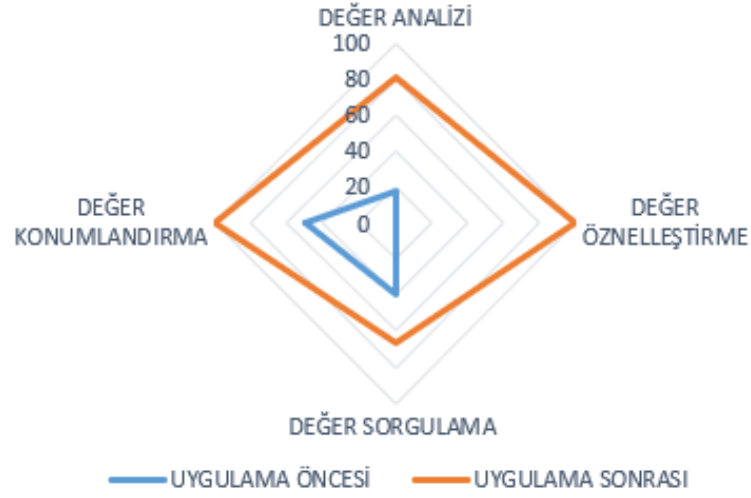 DEĞER ANALİZİ
100
80
60
40
20
0
DEĞER
KONUMLANDIRMA
DEĞER
ÖZNELLEŞTİRME
DEĞER SORGULAMA
UYGULAMA ÖNCESİ
UYGULAMA SONRASI